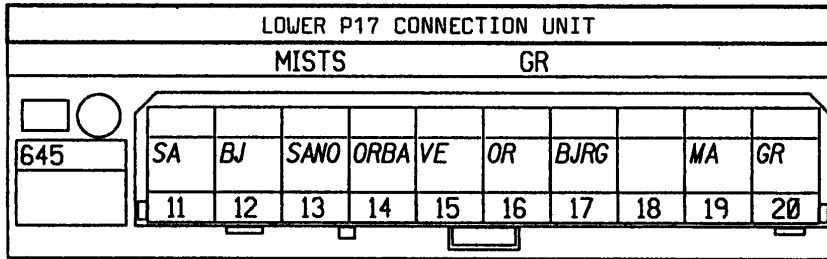 LOWER P17 CONNECTION UNIT
MISTS GR
645 SA BJ SANO ORBA VE OR BJRG MA GR
11 12 13 14 15 16 17 18 19 20